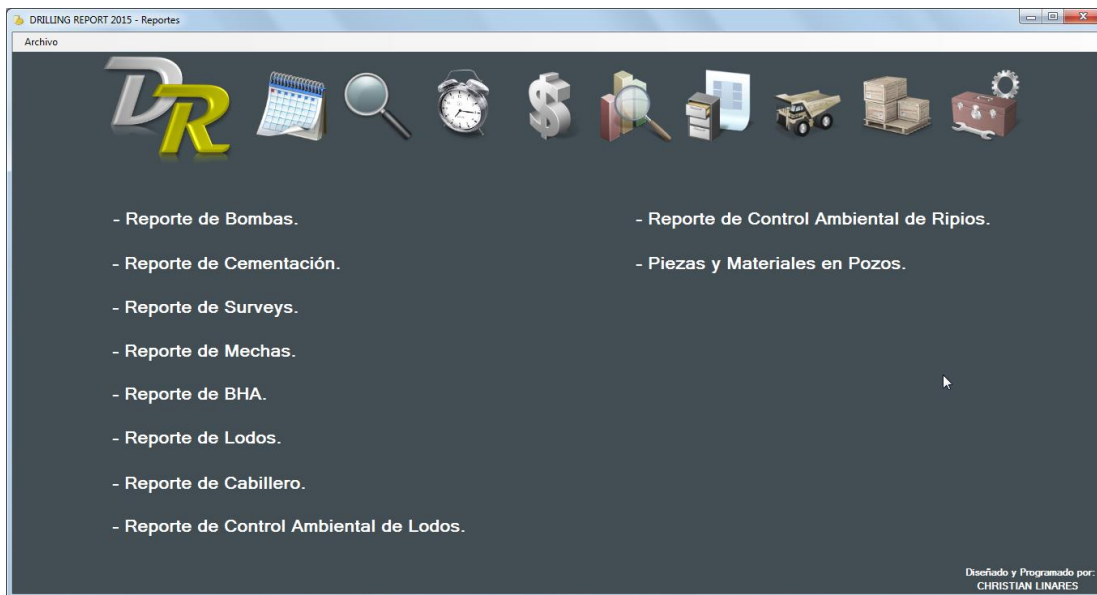 DRILLING REPORT 2015 - Reportes
Archivo
DR
- Reporte de Bombas.
- Reporte de Cementación.
- Reporte de Surveys.
- Reporte de Mechas.
- Reporte de BHA.
- Reporte de Lodos.
- Reporte de Cabillero.
- Reporte de Control Ambiental de Lodos.
- Reporte de Control Ambiental de Ripios.
- Piezas y Materiales en Pozos.
Diseñado y Programado por:
CHRISTIAN LINARES